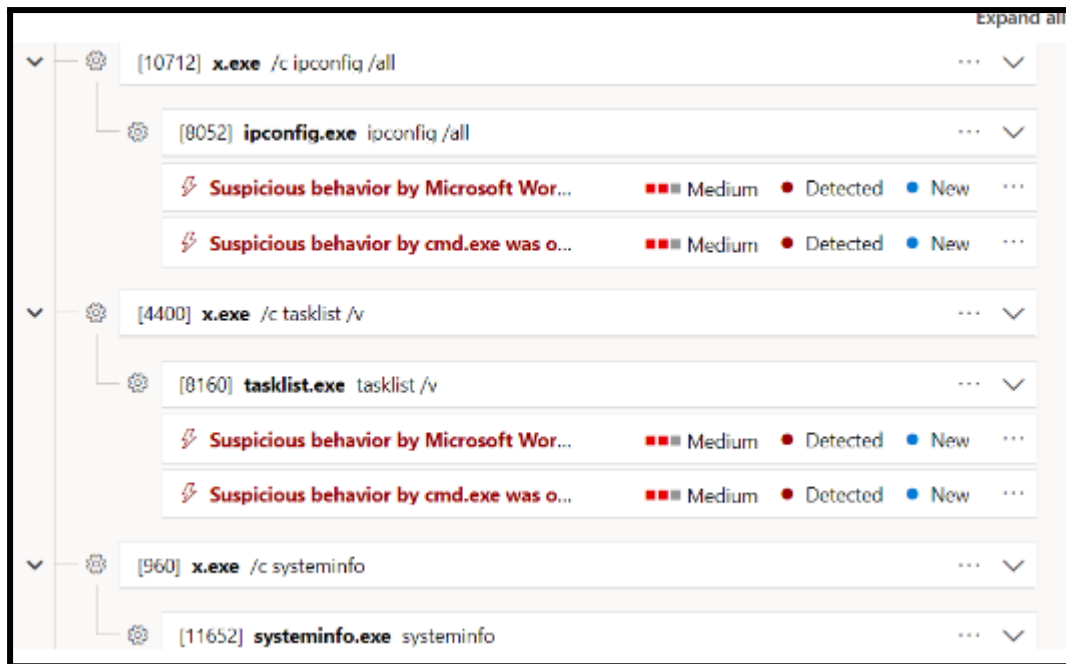 Expand all
[10712] x.exe /c ipconfig /all ...
[8052] ipconfig.exe ipconfig /all ...
Suspicious behavior by Microsoft Wor... Medium Detected New ...
Suspicious behavior by cmd.exe was o... Medium Detected New ...
[4400] x.exe /c tasklist /v ...
[8160] tasklist.exe tasklist /v ...
Suspicious behavior by Microsoft Wor... Medium Detected New ...
Suspicious behavior by cmd.exe was o... Medium Detected New ...
[960] x.exe /c systeminfo ...
[11652] systeminfo.exe systeminfo ...